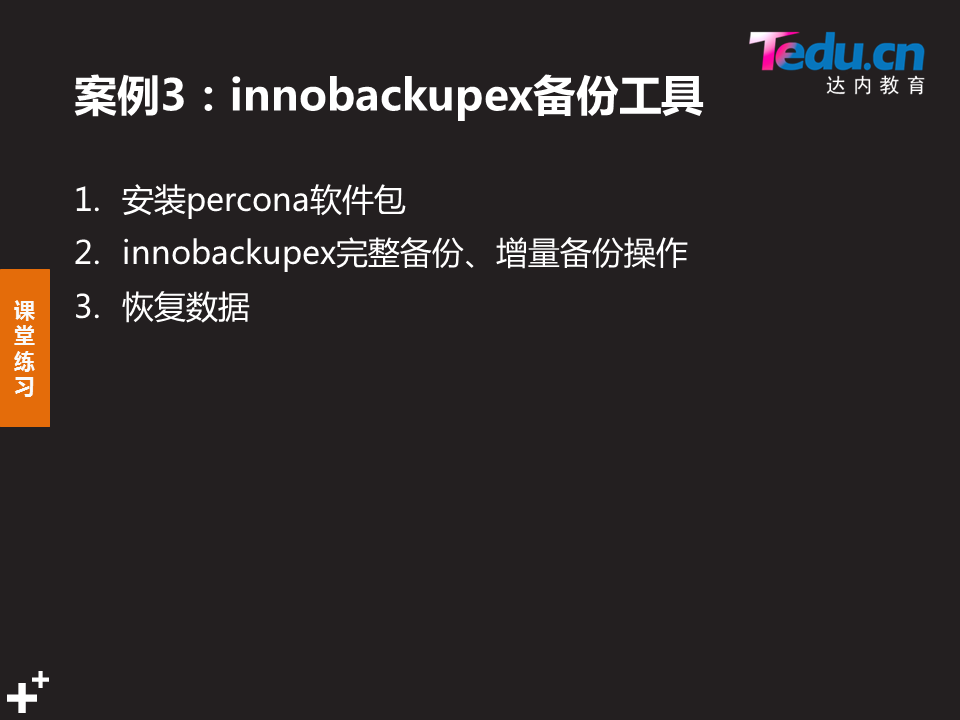 Tedu.cn
达内教育
案例3：innobackupex备份工具
1. 安装percona软件包
2. innobackupex完整备份、增量备份操作
3. 恢复数据
课堂练习